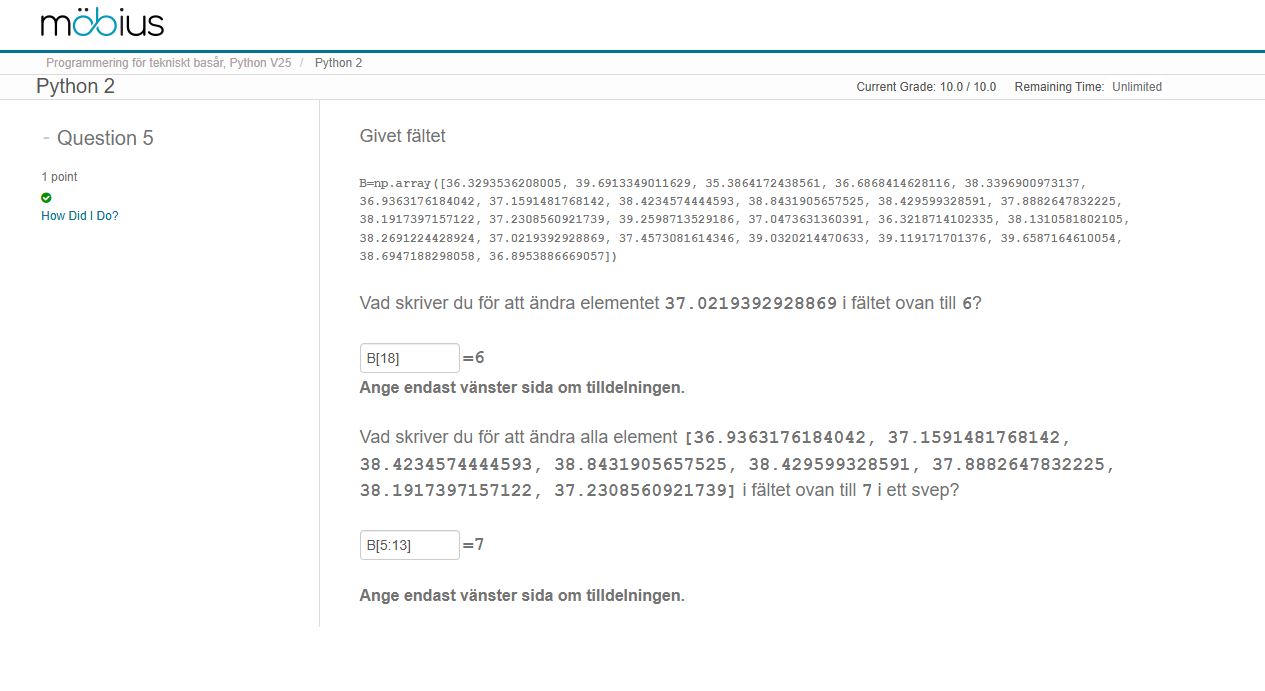 möbius
Programmering för tekniskt basår, Python V25 / Python 2
Python 2
Current Grade: 10.0 / 10.0 Remaining Time: Unlimited
- Question 5
1 point
How Did I Do?
Givet fältet
B=np.array([36.3293536208005, 39.6913349011629, 35.3864172438561, 36.6868414628116, 38.3396900973137,
36.9363176184042, 37.1591481768142, 38.4234574444593, 38.8431905657525, 38.429599328591, 37.8882647832225,
38.1917397157122, 37.2308560921739, 39.2598713529186, 37.0473631360391, 36.3218714102335, 38.1310581802105,
38.2691224428924, 37.0219392928869, 37.4573081614346, 39.0320214470633, 39.119171701376, 39.6587164610054,
38.6947188298058, 36.8953886669057])
Vad skriver du för att ändra elementet 37.0219392928869 i fältet ovan till 6?
B[18] =6
Ange endast vänster sida om tilldelningen.
Vad skriver du för att ändra alla element [36.9363176184042, 37.1591481768142,
38.4234574444593, 38.8431905657525, 38.429599328591, 37.8882647832225,
38.1917397157122, 37.2308560921739] i fältet ovan till 7 i ett svep?
B[5:13] =7
Ange endast vänster sida om tilldelningen.